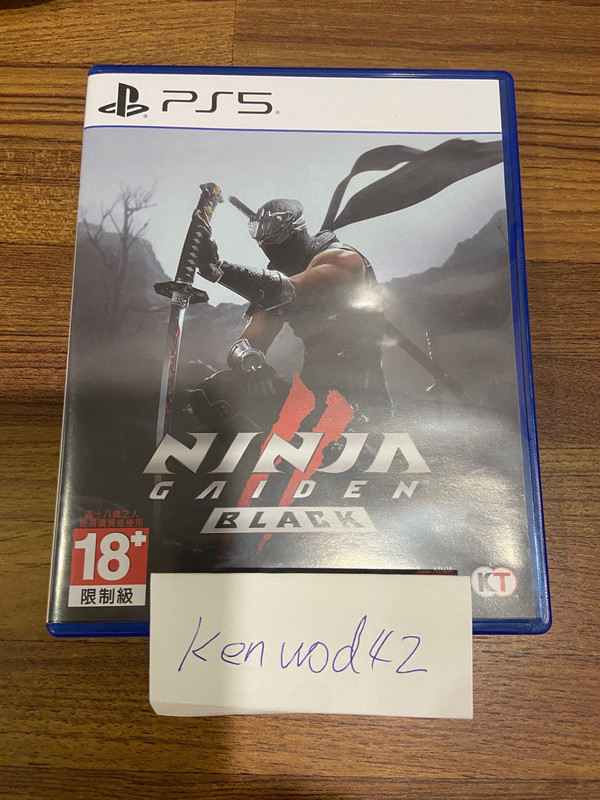 PS5
NINJA
GAIDEN
II
BLACK
滿十八歲之人
始得購買或使用
18+
限制級
KT
Kenwod42